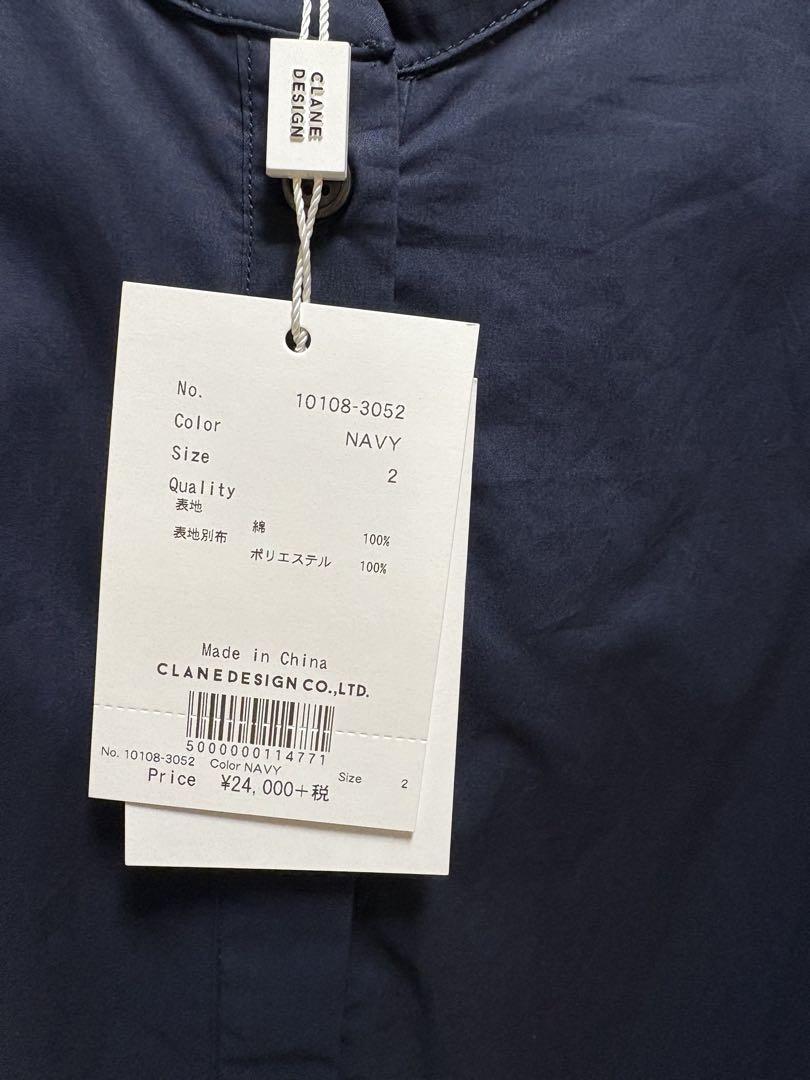 CLANE
DESIGN
No. 10108-3052
Color NAVY
Size 2
Quality
表地 綿 100%
表地別布 ポリエステル 100%
Made in China
CLANEDESIGN CO.,LTD.
5000000114771
No. 10108-3052 Color NAVY Size 2
Price ¥24,000+税